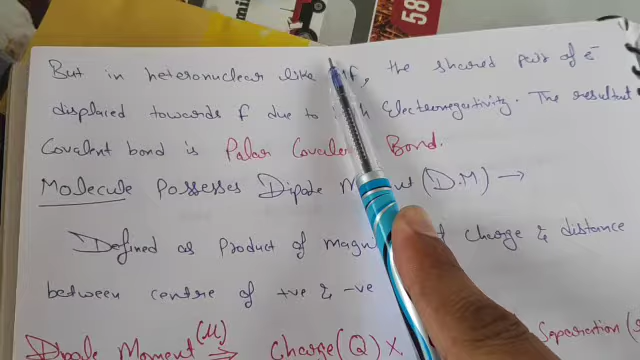 58
But in heteronuclear like F, the shared pair of e⁻
displaced towards F due to Electronegativity. The resultant
Covalent bond is Polar Covalent Bond.
Molecule Possesses Dipole Moment (D.M) →
Defined as product of charge & distance
between centre of +ve & -ve
Dipole Moment (M) ⇒ Charge (Q) × Separation